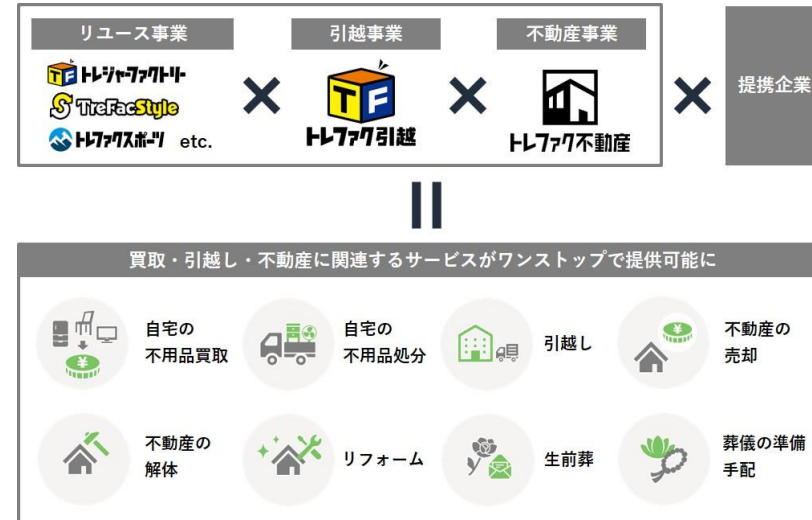 リユース事業
引越事業
不動産事業
TF トレジャーファクトリー
TreFacStyle
トレファクスポーツ etc.
TF
トレファク引越
トレファク不動産
提携企業
買取・引越し・不動産に関連するサービスがワンストップで提供可能に
自宅の
不用品買取
自宅の
不用品処分
引越し
不動産の
売却
不動産の
解体
リフォーム
生前葬
葬儀の準備
手配
¥
¥